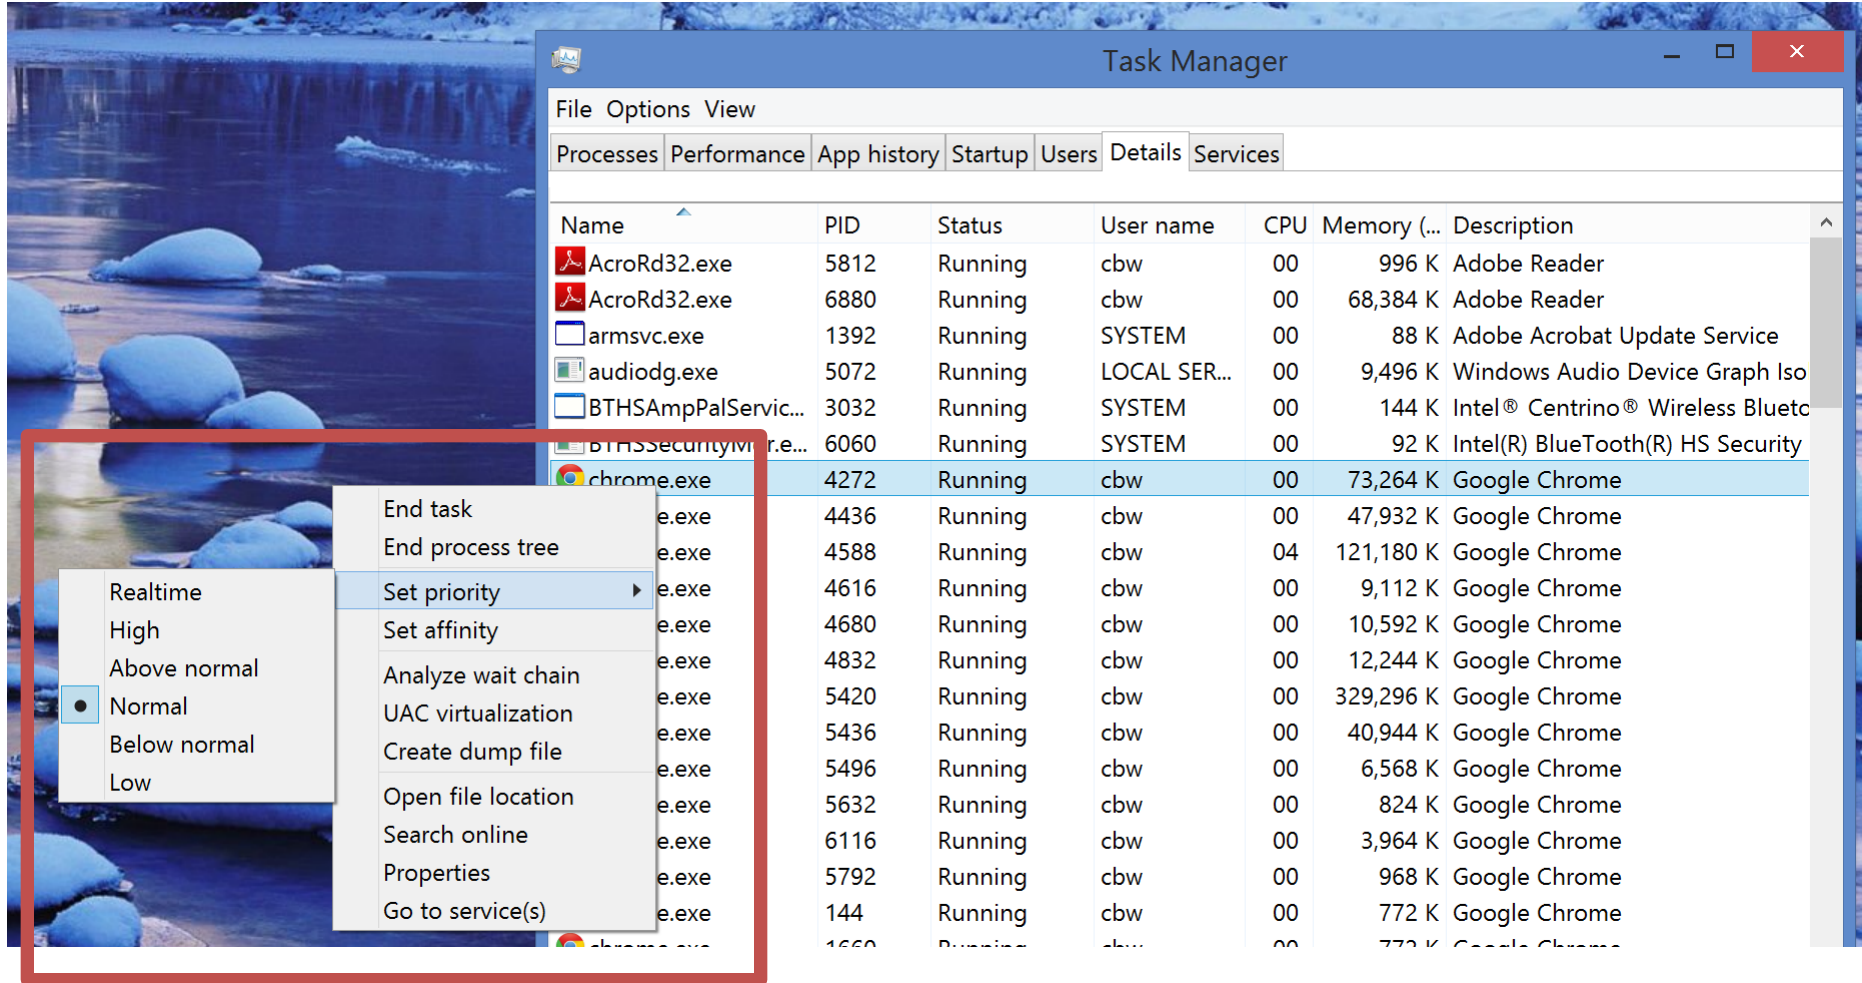 Task Manager
File Options View
Processes Performance App history Startup Users Details Services
Name PID Status User name CPU Memory (... Description
AcroRd32.exe 5812 Running cbw 00 996 K Adobe Reader
AcroRd32.exe 6880 Running cbw 00 68,384 K Adobe Reader
armsvc.exe 1392 Running SYSTEM 00 88 K Adobe Acrobat Update Service
audiodg.exe 5072 Running LOCAL SER... 00 9,496 K Windows Audio Device Graph Iso
BTHSAmpPalServic... 3032 Running SYSTEM 00 144 K Intel® Centrino® Wireless Blueto
BTHSSecurityMgr.e... 6060 Running SYSTEM 00 92 K Intel(R) BlueTooth(R) HS Security
chrome.exe 4272 Running cbw 00 73,264 K Google Chrome
e.exe 4436 Running cbw 00 47,932 K Google Chrome
e.exe 4588 Running cbw 04 121,180 K Google Chrome
e.exe 4616 Running cbw 00 9,112 K Google Chrome
e.exe 4680 Running cbw 00 10,592 K Google Chrome
e.exe 4832 Running cbw 00 12,244 K Google Chrome
e.exe 5420 Running cbw 00 329,296 K Google Chrome
e.exe 5436 Running cbw 00 40,944 K Google Chrome
e.exe 5496 Running cbw 00 6,568 K Google Chrome
e.exe 5632 Running cbw 00 824 K Google Chrome
e.exe 6116 Running cbw 00 3,964 K Google Chrome
e.exe 5792 Running cbw 00 968 K Google Chrome
e.exe 144 Running cbw 00 772 K Google Chrome
chrome.exe 1660 Running cbw 00 772 K Google Chrome
End task
End process tree
Set priority
Set affinity
Analyze wait chain
UAC virtualization
Create dump file
Open file location
Search online
Properties
Go to service(s)
Realtime
High
Above normal
Normal
Below normal
Low